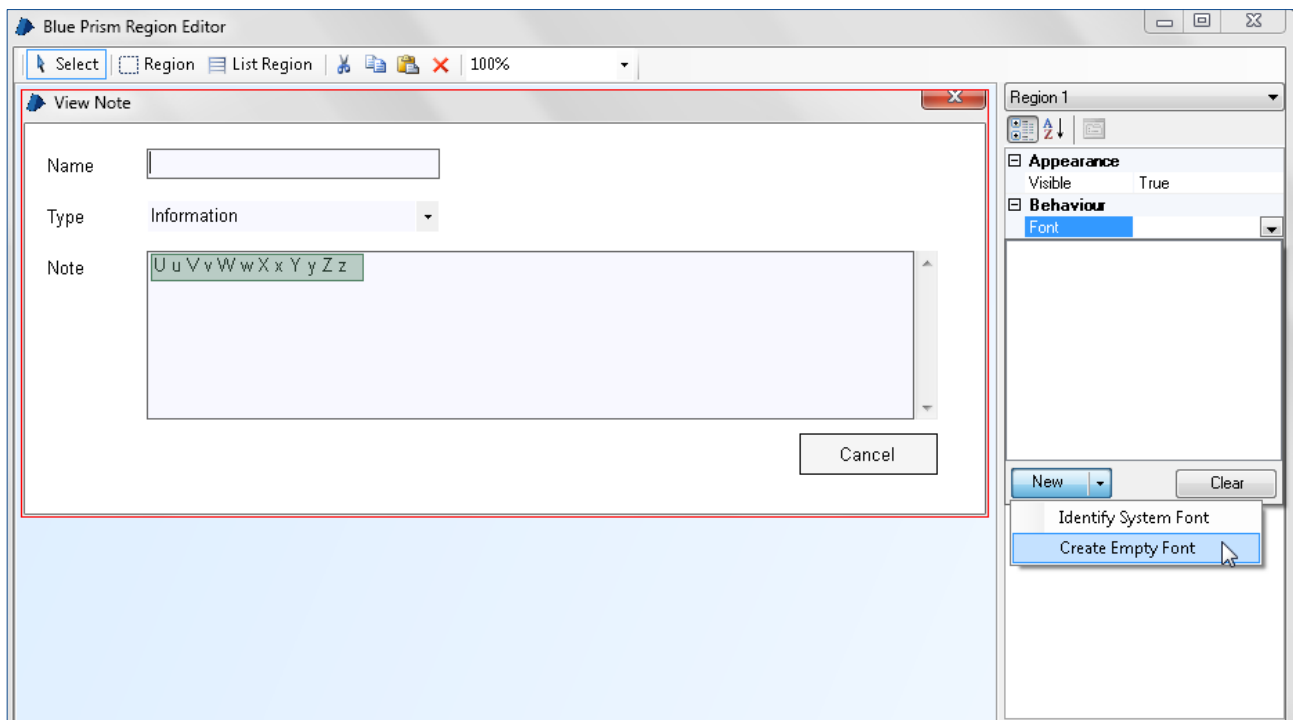 Blue Prism Region Editor
Select Region List Region 100%
View Note
Name
Type Information
Note U u V v W w X x Y y Z z
Cancel
Region 1
Appearance
Visible True
Behaviour
Font
New Clear
Identify System Font
Create Empty Font